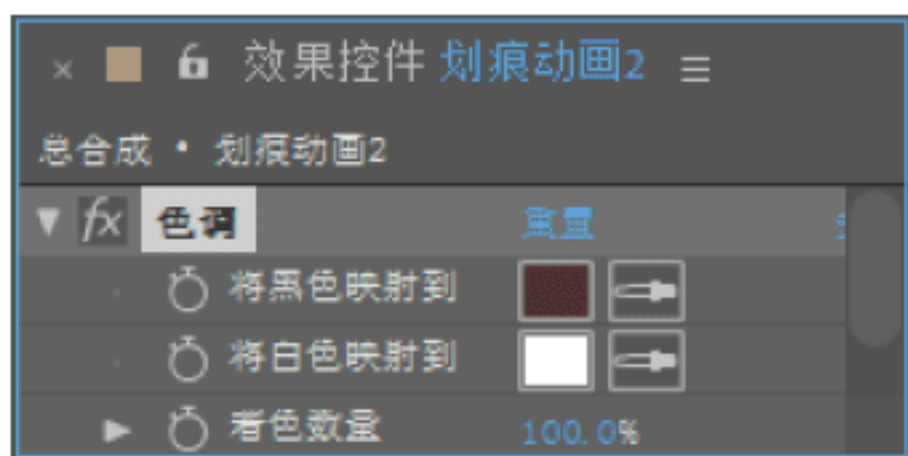 × 效果控件 划痕动画2 ≡
总合成 • 划痕动画2
fx 色调 重置
将黑色映射到
将白色映射到
着色数量 100.0%